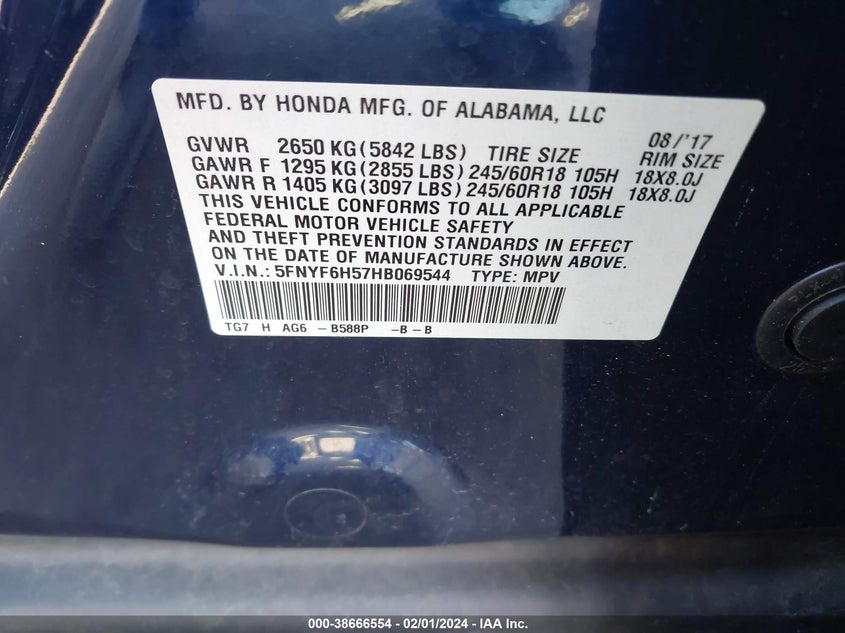 MFD. BY HONDA MFG. OF ALABAMA, LLC
08/'17
GVWR 2650 KG(5842 LBS) TIRE SIZE RIM SIZE
GAWR F 1295 KG(2855 LBS) 245/60R18 105H 18X8.0J
GAWR R 1405 KG(3097 LBS) 245/60R18 105H 18X8.0J
THIS VEHICLE CONFORMS TO ALL APPLICABLE
FEDERAL MOTOR VEHICLE SAFETY
AND THEFT PREVENTION STANDARDS IN EFFECT
ON THE DATE OF MANUFACTURE SHOWN ABOVE.
V.I.N.: 5FNYF6H57HB069544 TYPE: MPV
TG7 H AG6 -B588P -B-B
000-38666554 - 02/01/2024 - IAA Inc.